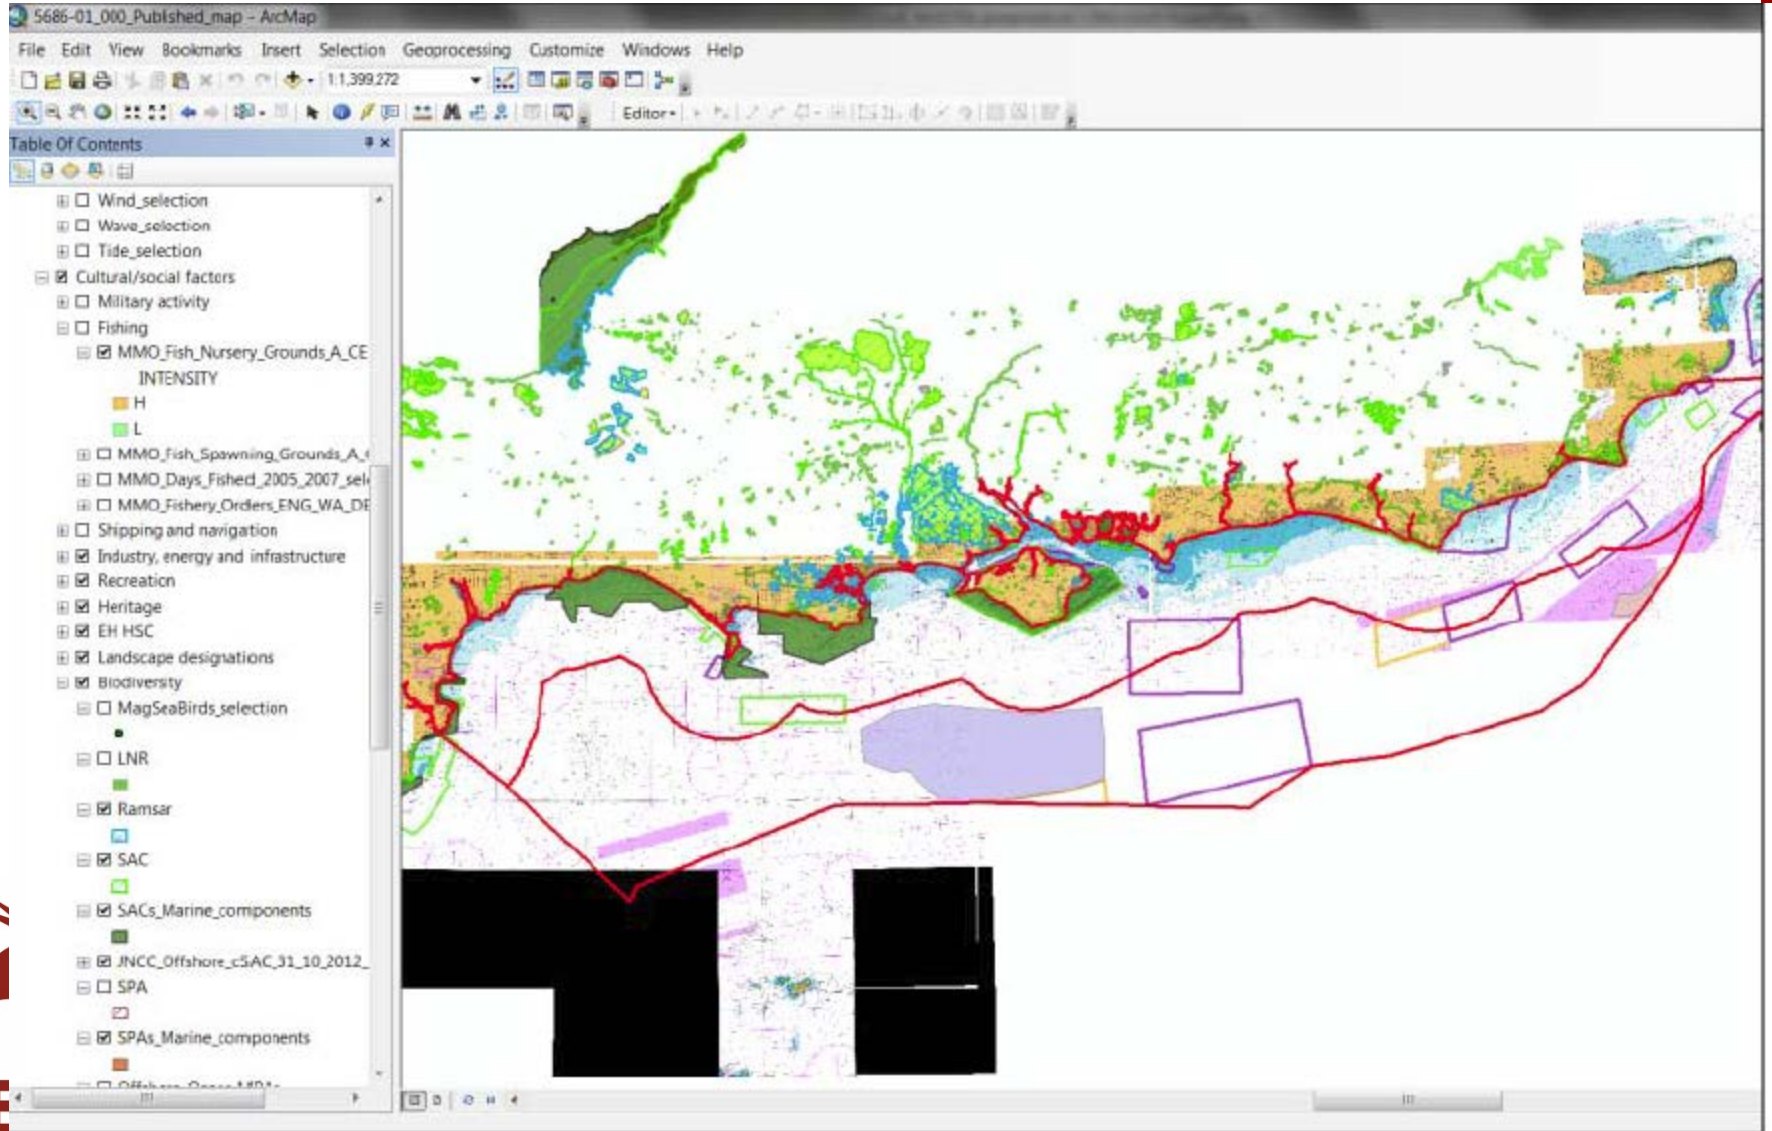 5686-01_000_Published_map - ArcMap
File Edit View Bookmarks Insert Selection Geoprocessing Customize Windows Help
1:1,399,272
Editor
Table Of Contents
Wind_selection
Wave_selection
Tide_selection
Cultural/social factors
Military activity
Fishing
MMO_Fish_Nursery_Grounds_A_CE
INTENSITY
H
L
MMO_Fish_Spawning_Grounds_A_
MMO_Days_Fished_2005_2007_sel
MMO_Fishery_Orders_ENG_WA_DE
Shipping and navigation
Industry, energy and infrastructure
Recreation
Heritage
EH HSC
Landscape designations
Biodiversity
MagSeaBirds_selection
LNR
Ramsar
SAC
SACs_Marine_components
JNCC_Offshore_cSAC_31_10_2012_
SPA
SPAs_Marine_components